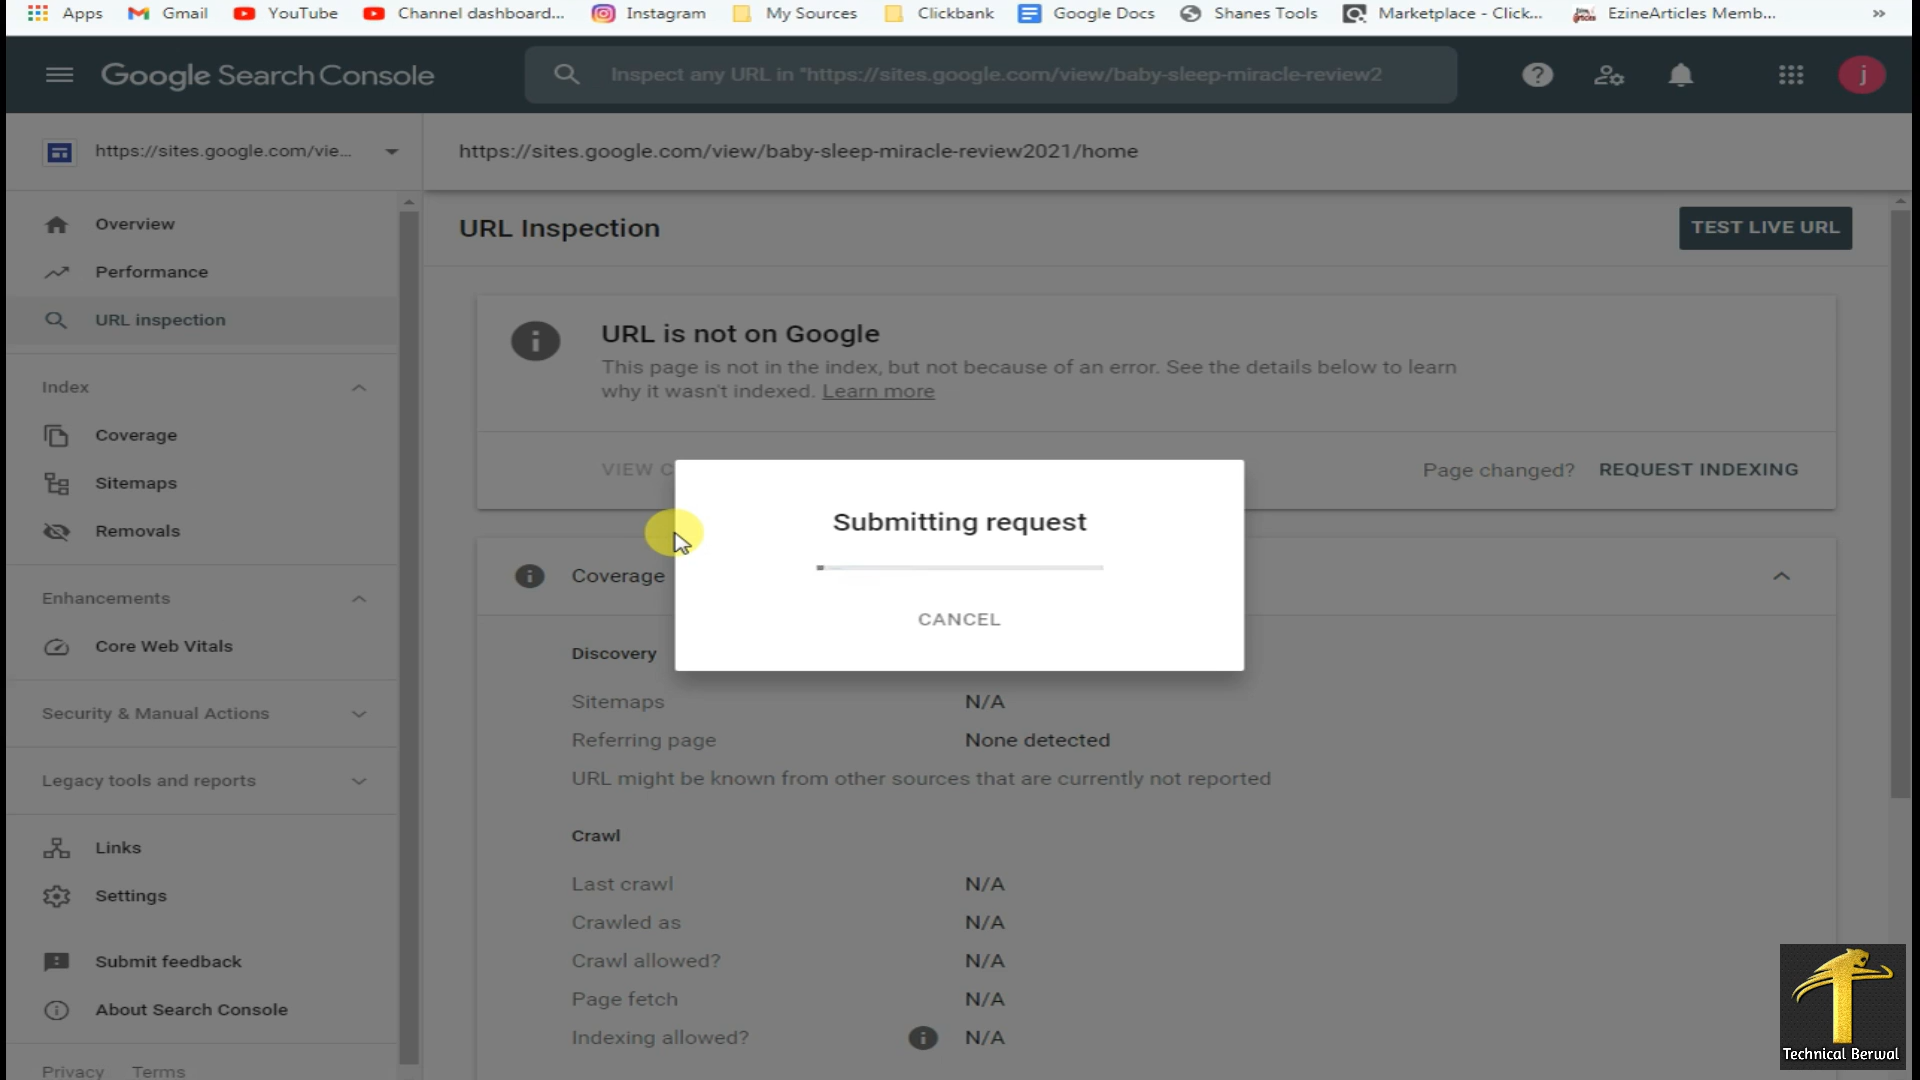 Apps Gmail YouTube Channel dashboard... Instagram My Sources Clickbank Google Docs Shanes Tools Marketplace - Click... EzineArticles Memb... »
Google Search Console
Inspect any URL in "https://sites.google.com/view/baby-sleep-miracle-review2
j
https://sites.google.com/vie...
https://sites.google.com/view/baby-sleep-miracle-review2021/home
Overview
Performance
URL inspection
Index
Coverage
Sitemaps
Removals
Enhancements
Core Web Vitals
Security & Manual Actions
Legacy tools and reports
Links
Settings
Submit feedback
About Search Console
Privacy Terms
URL Inspection
TEST LIVE URL
URL is not on Google
This page is not in the index, but not because of an error. See the details below to learn
why it wasn't indexed. Learn more
VIEW C
Page changed? REQUEST INDEXING
Submitting request
CANCEL
Coverage
Discovery
Sitemaps N/A
Referring page None detected
URL might be known from other sources that are currently not reported
Crawl
Last crawl N/A
Crawled as N/A
Crawl allowed? N/A
Page fetch N/A
Indexing allowed? N/A
Technical Berwal